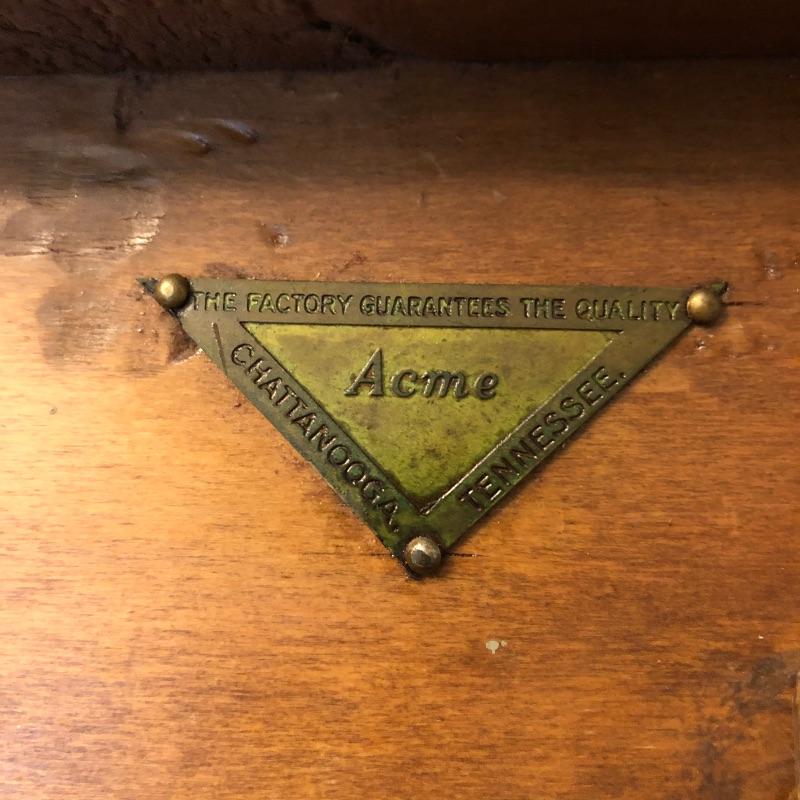 THE FACTORY GUARANTEES THE QUALITY
Acme
CHATTANOOGA,
TENNESSEE.